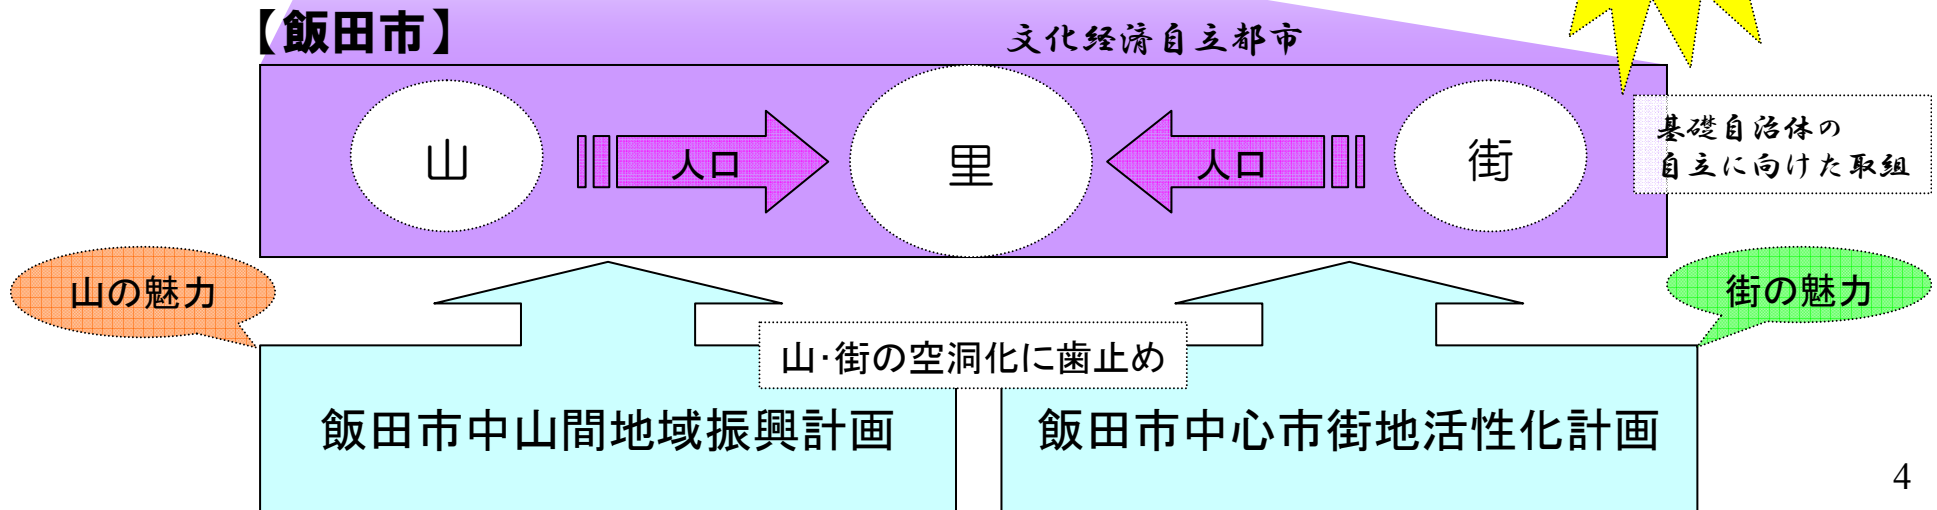 【飯田市】
文化経済自立都市
山
人口
里
人口
街
基礎自治体の
自立に向けた取組
山の魅力
街の魅力
山・街の空洞化に歯止め
飯田市中山間地域振興計画
飯田市中心市街地活性化計画
4